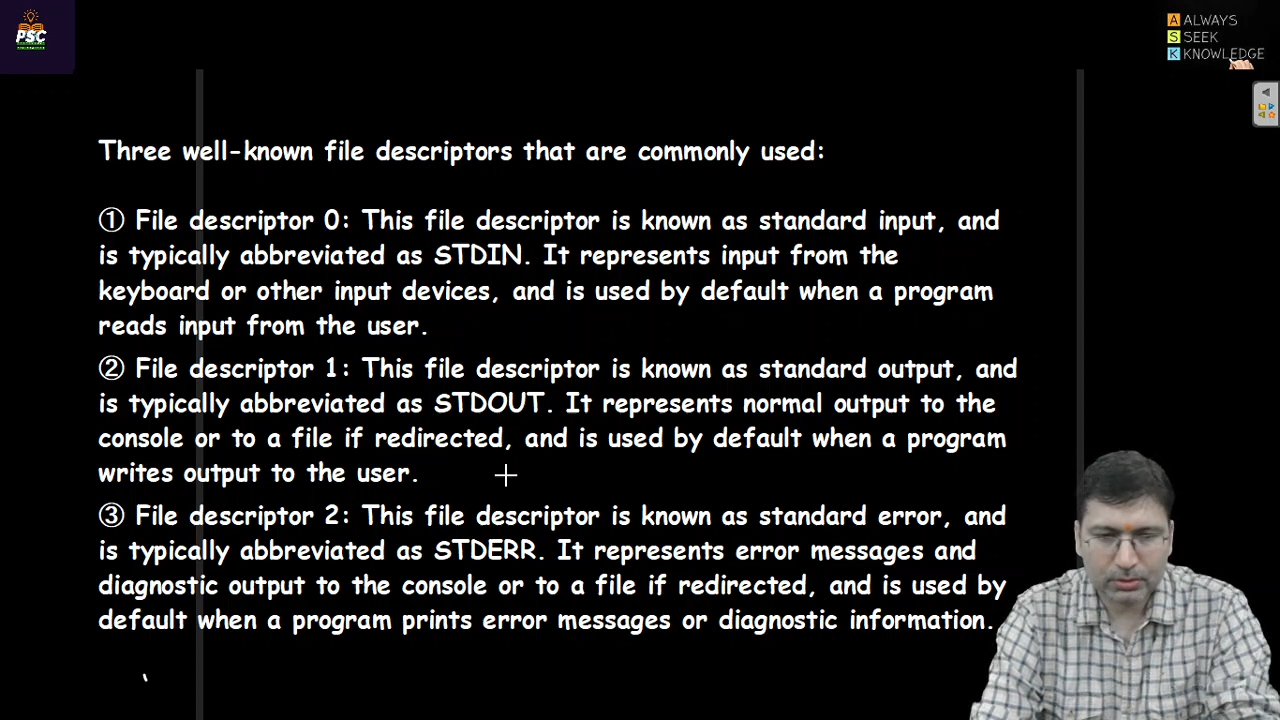 PSC
A ALWAYS
S SEEK
K KNOWLEDGE
Three well-known file descriptors that are commonly used:
① File descriptor 0: This file descriptor is known as standard input, and
is typically abbreviated as STDIN. It represents input from the
keyboard or other input devices, and is used by default when a program
reads input from the user.
② File descriptor 1: This file descriptor is known as standard output, and
is typically abbreviated as STDOUT. It represents normal output to the
console or to a file if redirected, and is used by default when a program
writes output to the user.
③ File descriptor 2: This file descriptor is known as standard error, and
is typically abbreviated as STDERR. It represents error messages and
diagnostic output to the console or to a file if redirected, and is used by
default when a program prints error messages or diagnostic information.